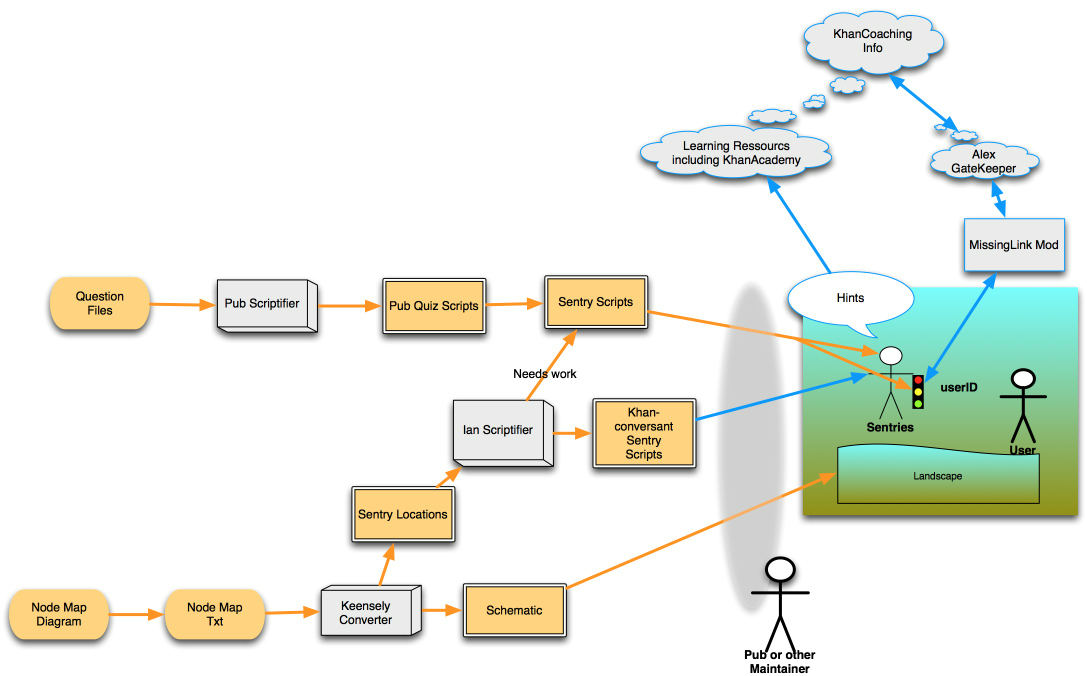 KhanCoaching
Info
Learning Ressourcs
including KhanAcademy
Alex
GateKeeper
MissingLink Mod
Hints
Question
Files
Pub Scriptifier
Pub Quiz Scripts
Sentry Scripts
Needs work
userID
Sentries
User
Ian Scriptifier
Khan-
conversant
Sentry
Scripts
Landscape
Sentry Locations
Node Map
Diagram
Node Map
Txt
Keensely
Converter
Schematic
Pub or other
Maintainer